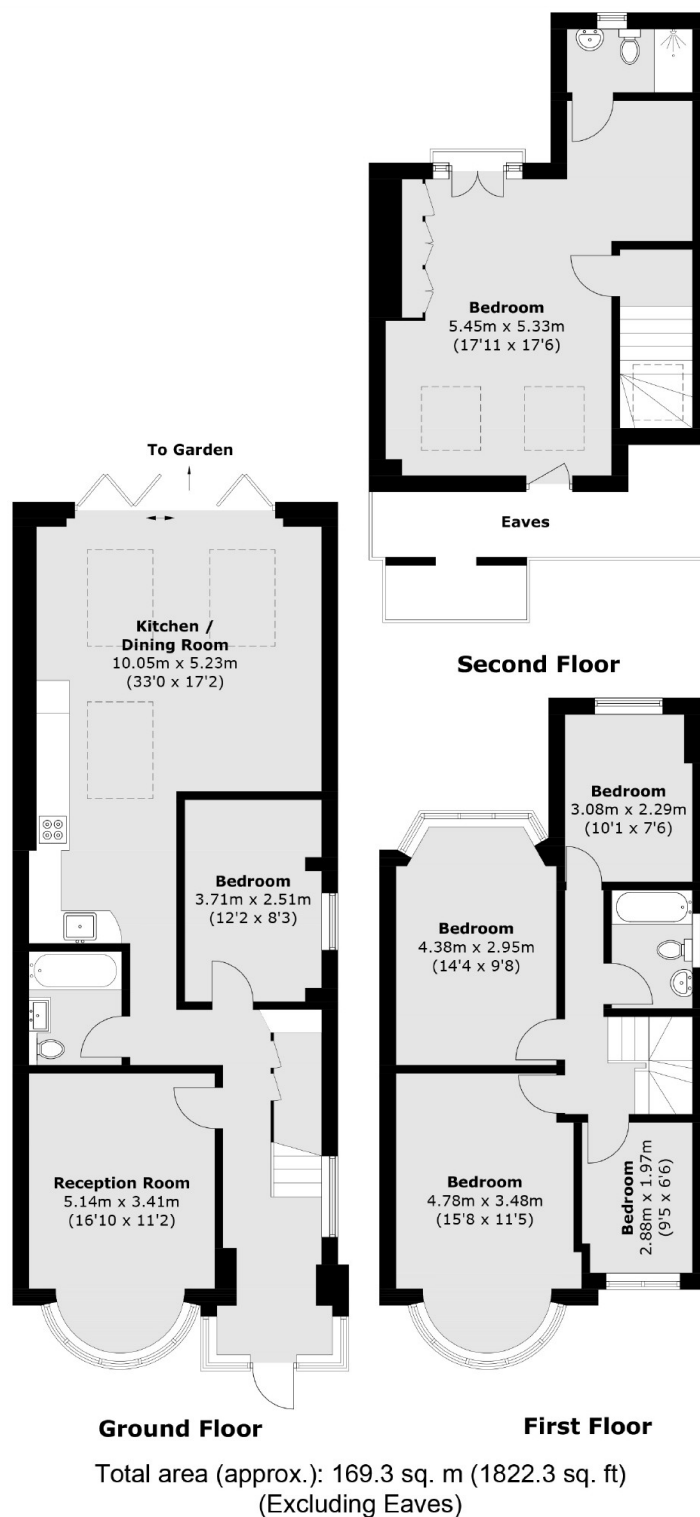 Bedroom
5.45m x 5.33m
(17'11 x 17'6)
Eaves
Second Floor
To Garden
Kitchen /
Dining Room
10.05m x 5.23m
(33'0 x 17'2)
Bedroom
3.71m x 2.51m
(12'2 x 8'3)
Reception Room
5.14m x 3.41m
(16'10 x 11'2)
Ground Floor
Bedroom
3.08m x 2.29m
(10'1 x 7'6)
Bedroom
4.38m x 2.95m
(14'4 x 9'8)
Bedroom
4.78m x 3.48m
(15'8 x 11'5)
Bedroom
2.88m x 1.97m
(9'5 x 6'6)
First Floor
Total area (approx.): 169.3 sq. m (1822.3 sq. ft)
(Excluding Eaves)